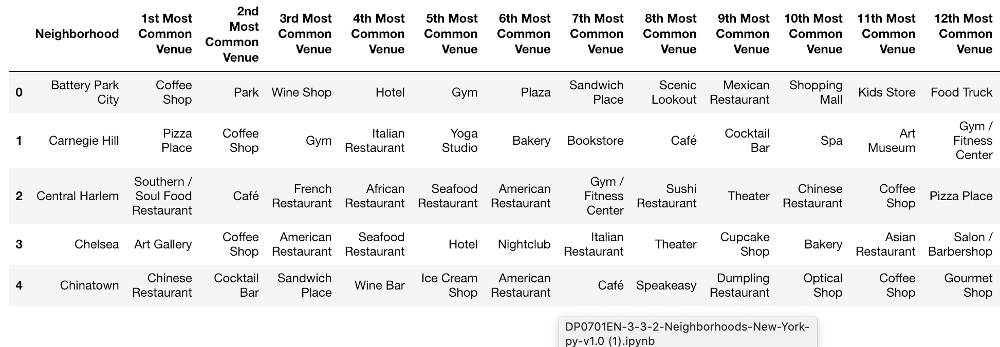 Neighborhood 1st Most Common Venue 2nd Most Common Venue 3rd Most Common Venue 4th Most Common Venue 5th Most Common Venue 6th Most Common Venue 7th Most Common Venue 8th Most Common Venue 9th Most Common Venue 10th Most Common Venue 11th Most Common Venue 12th Most Common Venue
0 Battery Park City Coffee Shop Park Wine Shop Hotel Gym Plaza Sandwich Place Scenic Lookout Mexican Restaurant Shopping Mall Kids Store Food Truck
1 Carnegie Hill Pizza Place Coffee Shop Gym Italian Restaurant Yoga Studio Bakery Bookstore Café Cocktail Bar Spa Art Museum Gym / Fitness Center
2 Central Harlem Southern / Soul Food Restaurant Café French Restaurant African Restaurant Seafood Restaurant American Restaurant Gym / Fitness Center Sushi Restaurant Theater Chinese Restaurant Coffee Shop Pizza Place
3 Chelsea Art Gallery Coffee Shop American Restaurant Seafood Restaurant Hotel Nightclub Italian Restaurant Theater Cupcake Shop Bakery Asian Restaurant Salon / Barbershop
4 Chinatown Chinese Restaurant Cocktail Bar Sandwich Place Wine Bar Ice Cream Shop American Restaurant Café Speakeasy Dumpling Restaurant Optical Shop Coffee Shop Gourmet Shop
DP0701EN-3-3-2-Neighborhoods-New-York-
py-v1.0 (1).ipynb